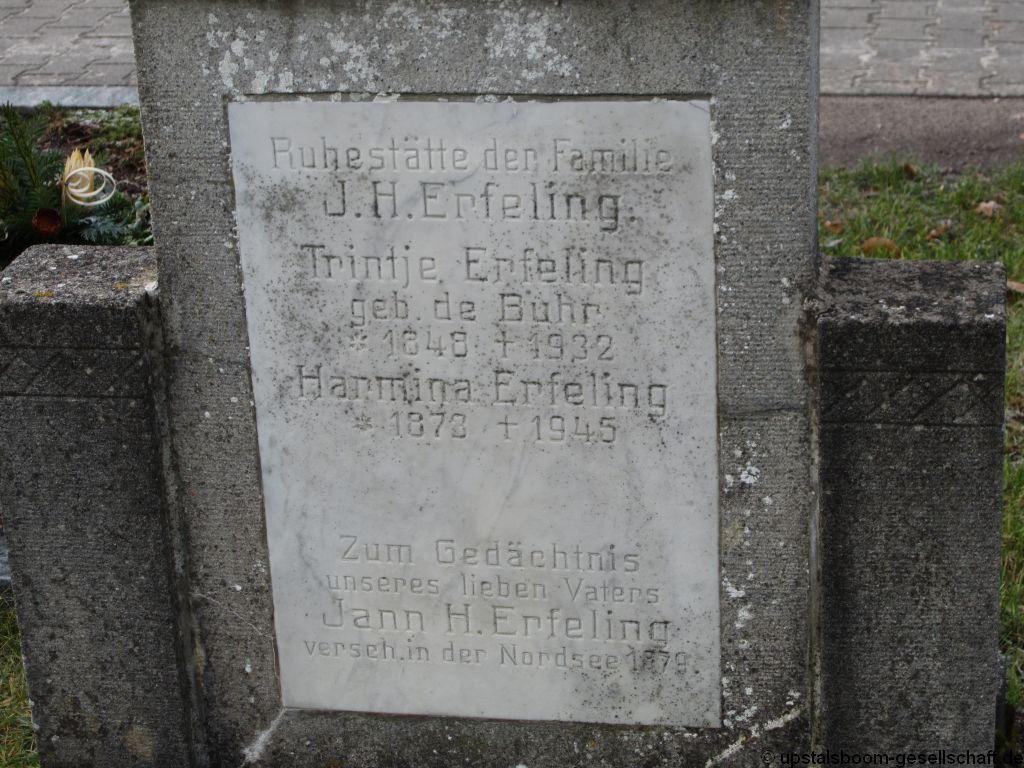 Ruhestätte der Familie
J.H. Erfeling.
Trintje Erfeling
geb. de Buhr
* 1848 † 1932
Harmina Erfeling
* 1873 † 1945
Zum Gedächtnis
unseres lieben Vaters
Jann H. Erfeling
versch. in der Nordsee 1879.
© upstalsboom-gesellschaft.de